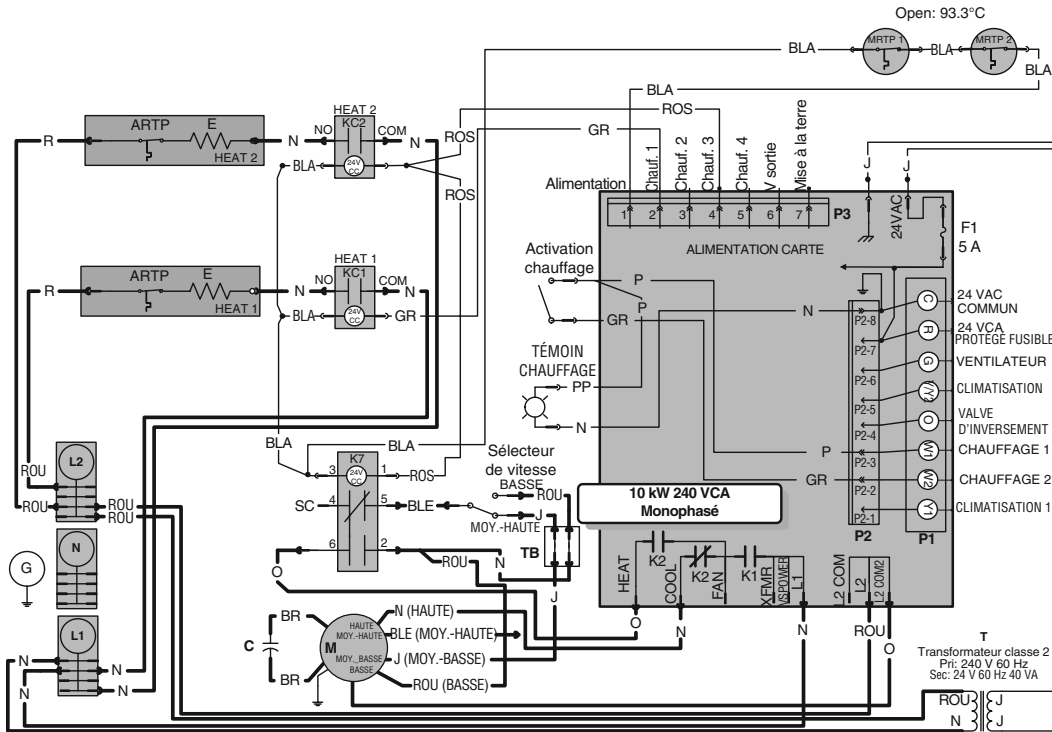 Open: 93.3°C
MRTP 1
MRTP 2
BLA
BLA
BLA
BLA
ROS
GR
HEAT 2
KC2
NO
COM
R
ARTP
E
HEAT 2
N
N
24V
CC
BLA
ROS
ROS
Alimentation
Chauf. 1
Chauf. 2
Chauf. 3
Chauf. 4
V sortie
Mise à la terre
J
J
1
2
3
4
5
6
7
P3
24VAC
F1
5 A
ALIMENTATION CARTE
Activation
chauffage
HEAT 1
KC1
NO
COM
R
ARTP
E
HEAT 1
N
N
24V
CC
BLA
GR
P
P
GR
N
TÉMOIN
CHAUFFAGE
PP
N
P2-8
P2-7
P2-6
P2-5
P2-4
P2-3
P2-2
P2-1
P2
C
R
G
Y/Y2
O
W1
W2
Y1
P1
24 VAC
COMMUN
24 VCA
PROTÉGÉ FUSIBLE
VENTILATEUR
CLIMATISATION
VALVE
D'INVERSEMENT
CHAUFFAGE 1
CHAUFFAGE 2
CLIMATISATION 1
P
GR
BLA
BLA
K7
3
24V
CC
1
ROS
SC
4
5
BLE
6
2
Sélecteur
de vitesse
BASSE
ROU
J
MOY.-HAUTE
TB
10 kW 240 VCA
Monophasé
L2
ROU
ROU
ROU
ROU
N
G
L1
N
N
N
N
O
ROU
N
J
HEAT
K2
COOL
K2
FAN
K1
XFMR
VSPOWER
L1
L2 COM
L2
L2 COM2
O
N
N
ROU
O
C
BR
BR
M
HAUTE
MOY.-HAUTE
MOY._BASSE
BASSE
N (HAUTE)
BLE (MOY.-HAUTE)
J (MOY.-BASSE)
ROU (BASSE)
T
Transformateur classe 2
Pri: 240 V 60 Hz
Sec: 24 V 60 Hz 40 VA
ROU
J
N
J